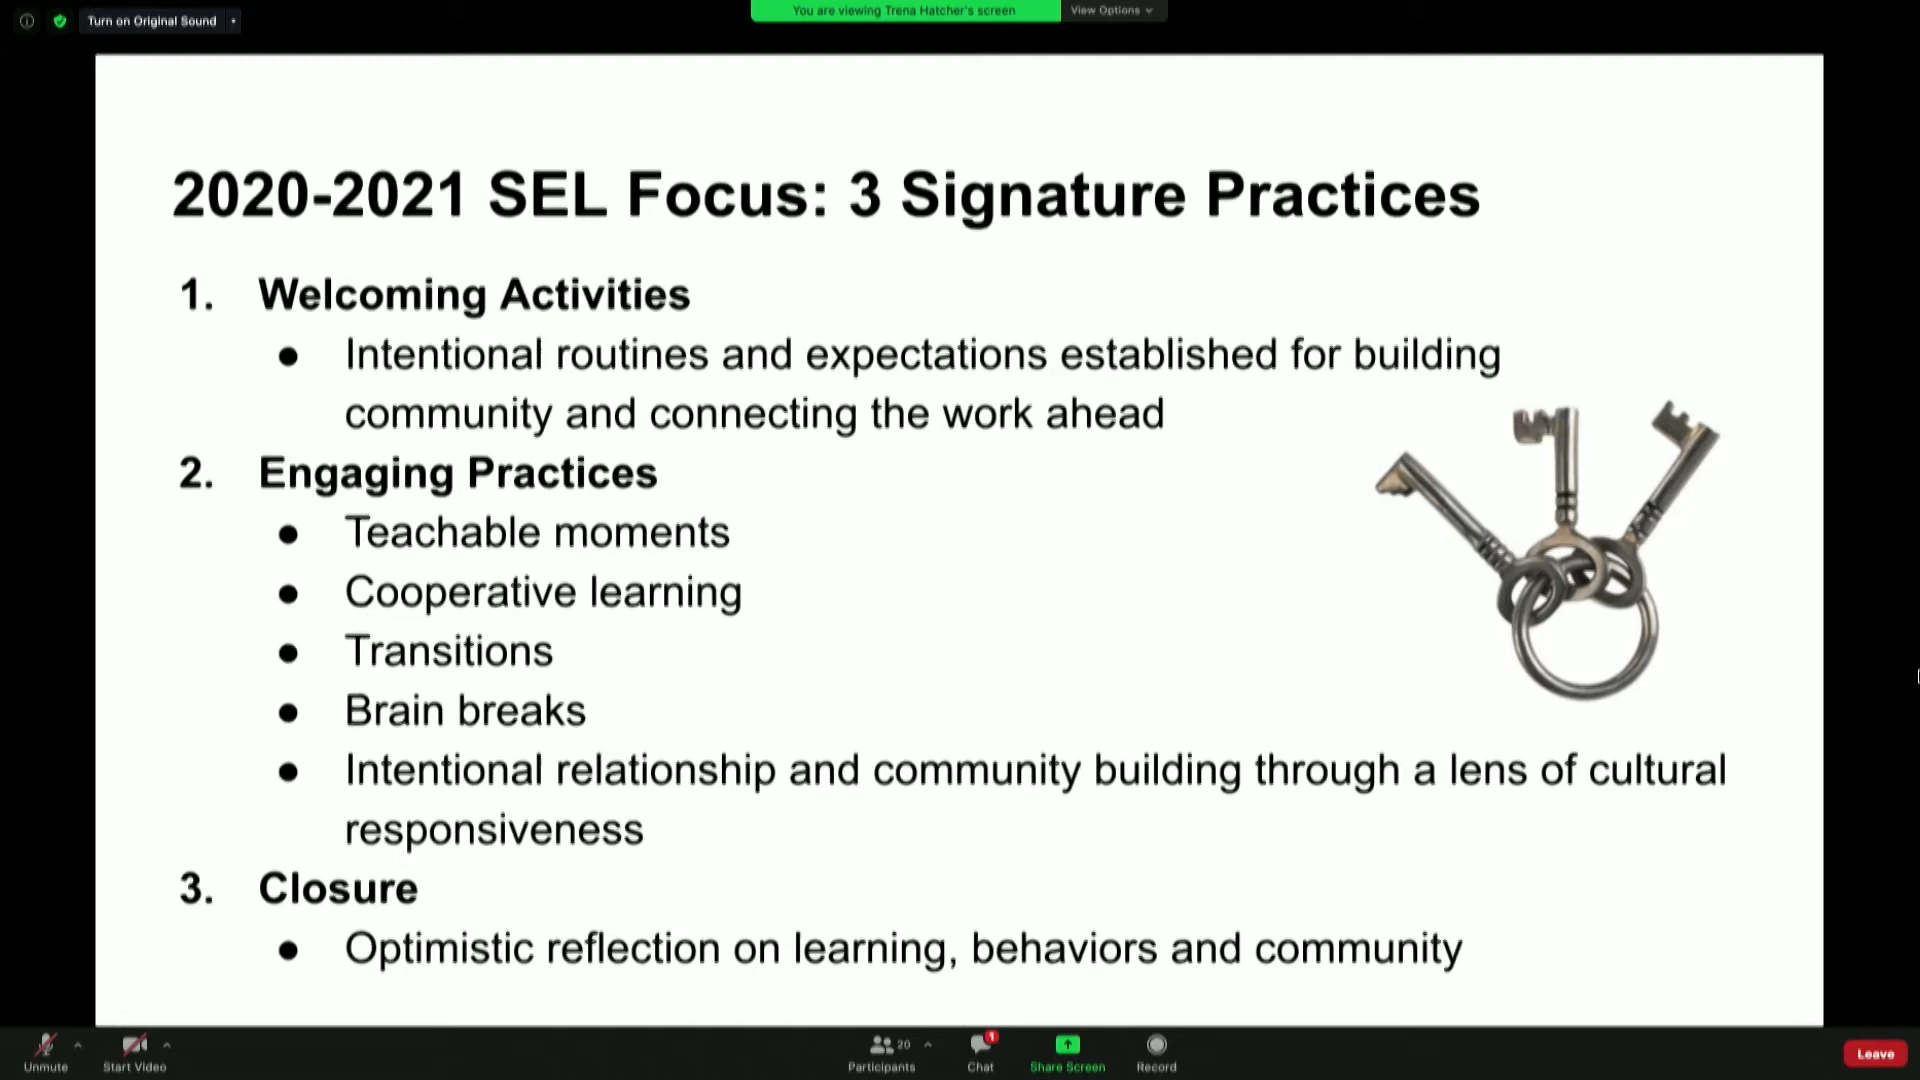 Turn on Original Sound
You are viewing Trena Hatcher's screen
View Options
2020-2021 SEL Focus: 3 Signature Practices
1. Welcoming Activities
● Intentional routines and expectations established for building
community and connecting the work ahead
2. Engaging Practices
● Teachable moments
● Cooperative learning
● Transitions
● Brain breaks
● Intentional relationship and community building through a lens of cultural
responsiveness
3. Closure
● Optimistic reflection on learning, behaviors and community
Unmute
Start Video
20
Participants
1
Chat
Share Screen
Record
Leave